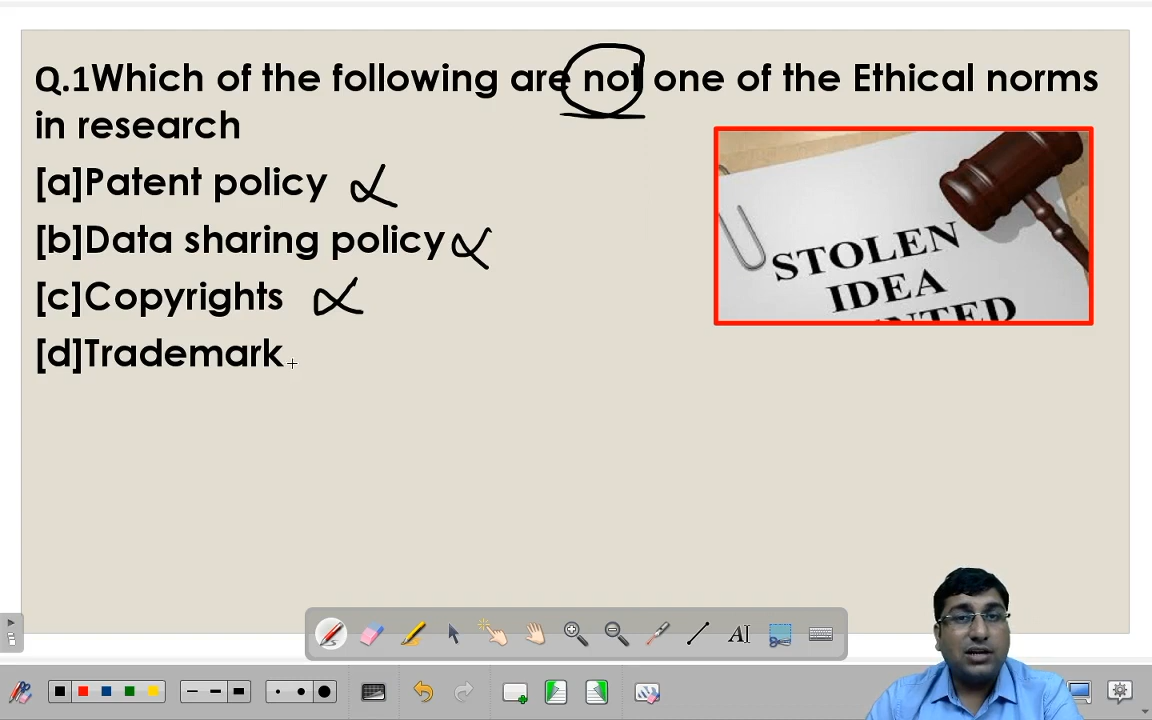 Q.1Which of the following are not one of the Ethical norms
in research
[a]Patent policy
[b]Data sharing policy
[c]Copyrights
[d]Trademark
STOLEN
IDEA
AI